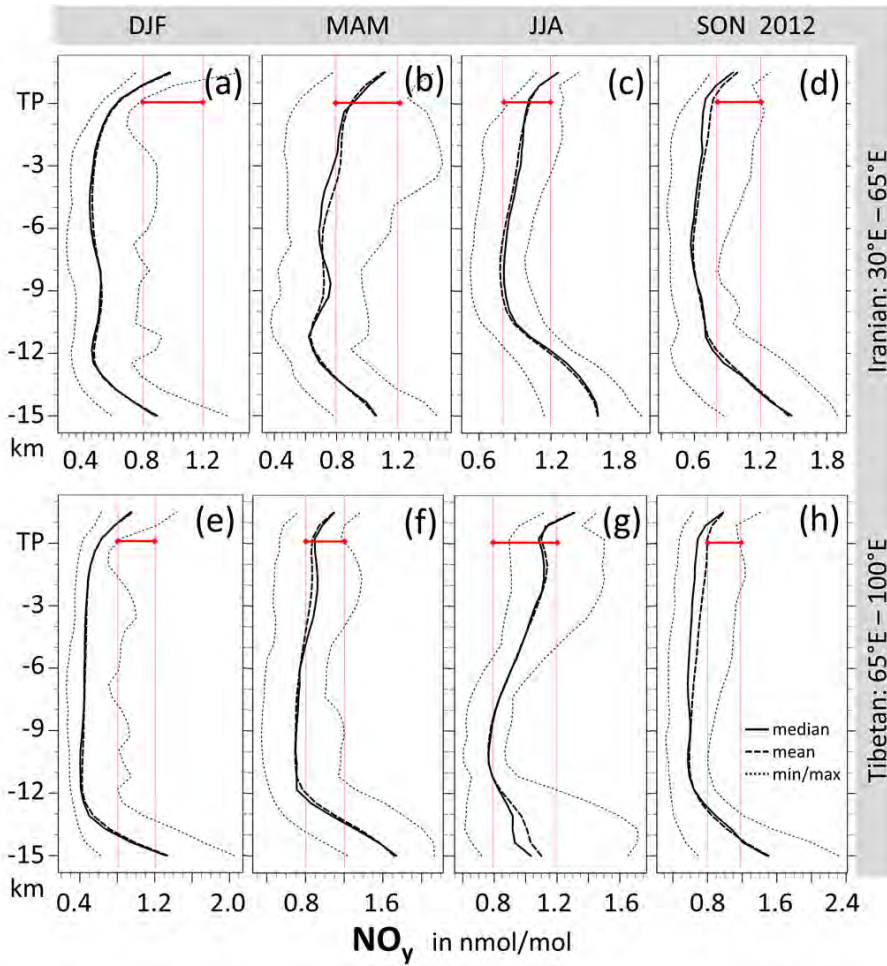 DJF MAM JJA SON 2012
(a) (b) (c) (d)
TP
-3
-6
-9
-12
-15
km
0.4 0.8 1.2 0.4 0.8 1.2 0.6 1.2 1.8 0.6 1.2 1.8
Iranian: 30°E – 65°E
(e) (f) (g) (h)
TP
-3
-6
-9
-12
-15
km
median
mean
min/max
0.4 1.2 2.0 0.8 1.6 0.6 1.2 1.8 0.8 1.6 2.4
Tibetan: 65°E – 100°E
NOy in nmol/mol